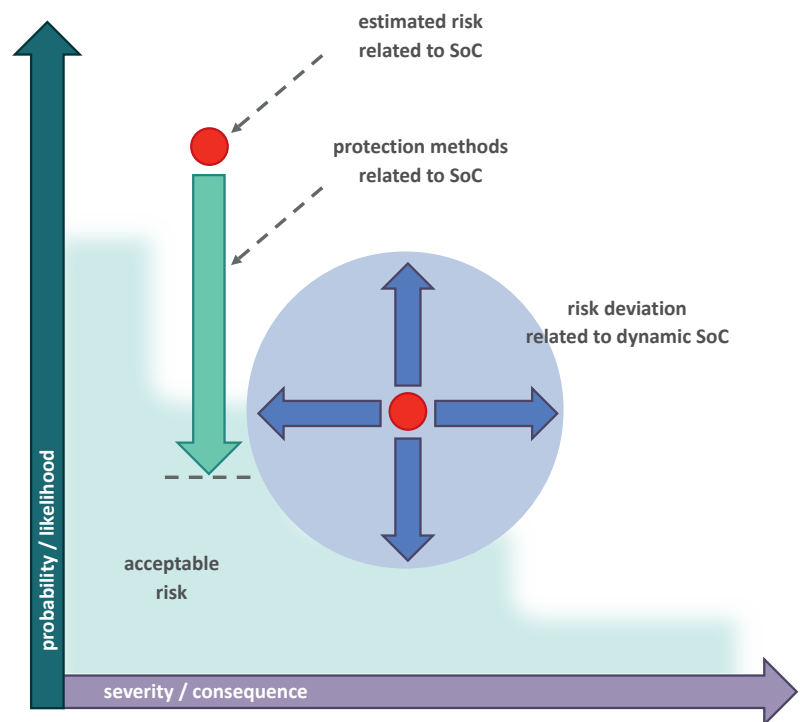 estimated risk
related to SoC
protection methods
related to SoC
risk deviation
related to dynamic SoC
acceptable
risk
probability / likelihood
severity / consequence